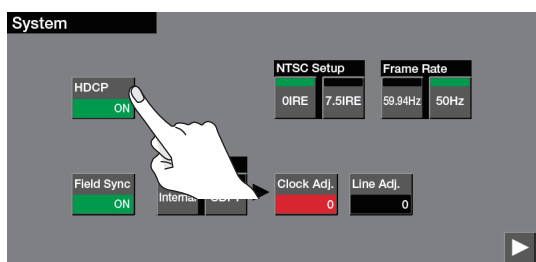 System
NTSC Setup
Frame Rate
HDCP
ON
0IRE
7.5IRE
59.94Hz
50Hz
Field Sync
ON
Clock Adj.
0
Line Adj.
0